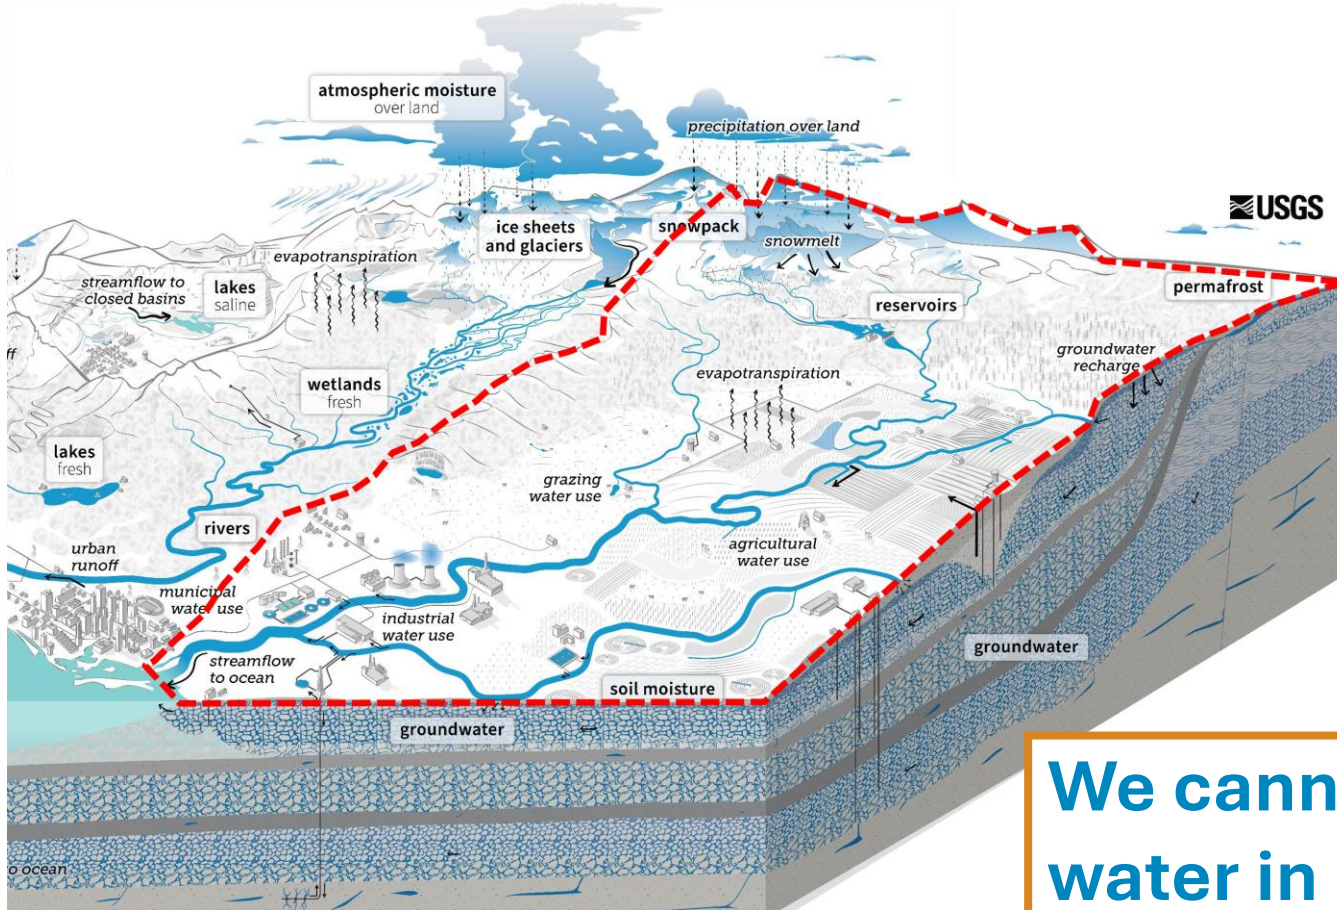 atmospheric moisture
over land
precipitation over land
USGS
ice sheets
and glaciers
snowpack
snowmelt
evapotranspiration
streamflow to
closed basins
lakes
saline
reservoirs
permafrost
ff
groundwater
recharge
wetlands
fresh
evapotranspiration
lakes
fresh
grazing
water use
rivers
urban
runoff
agricultural
water use
municipal
water use
industrial
water use
streamflow
to ocean
soil moisture
groundwater
groundwater
We cann
water in
o ocean